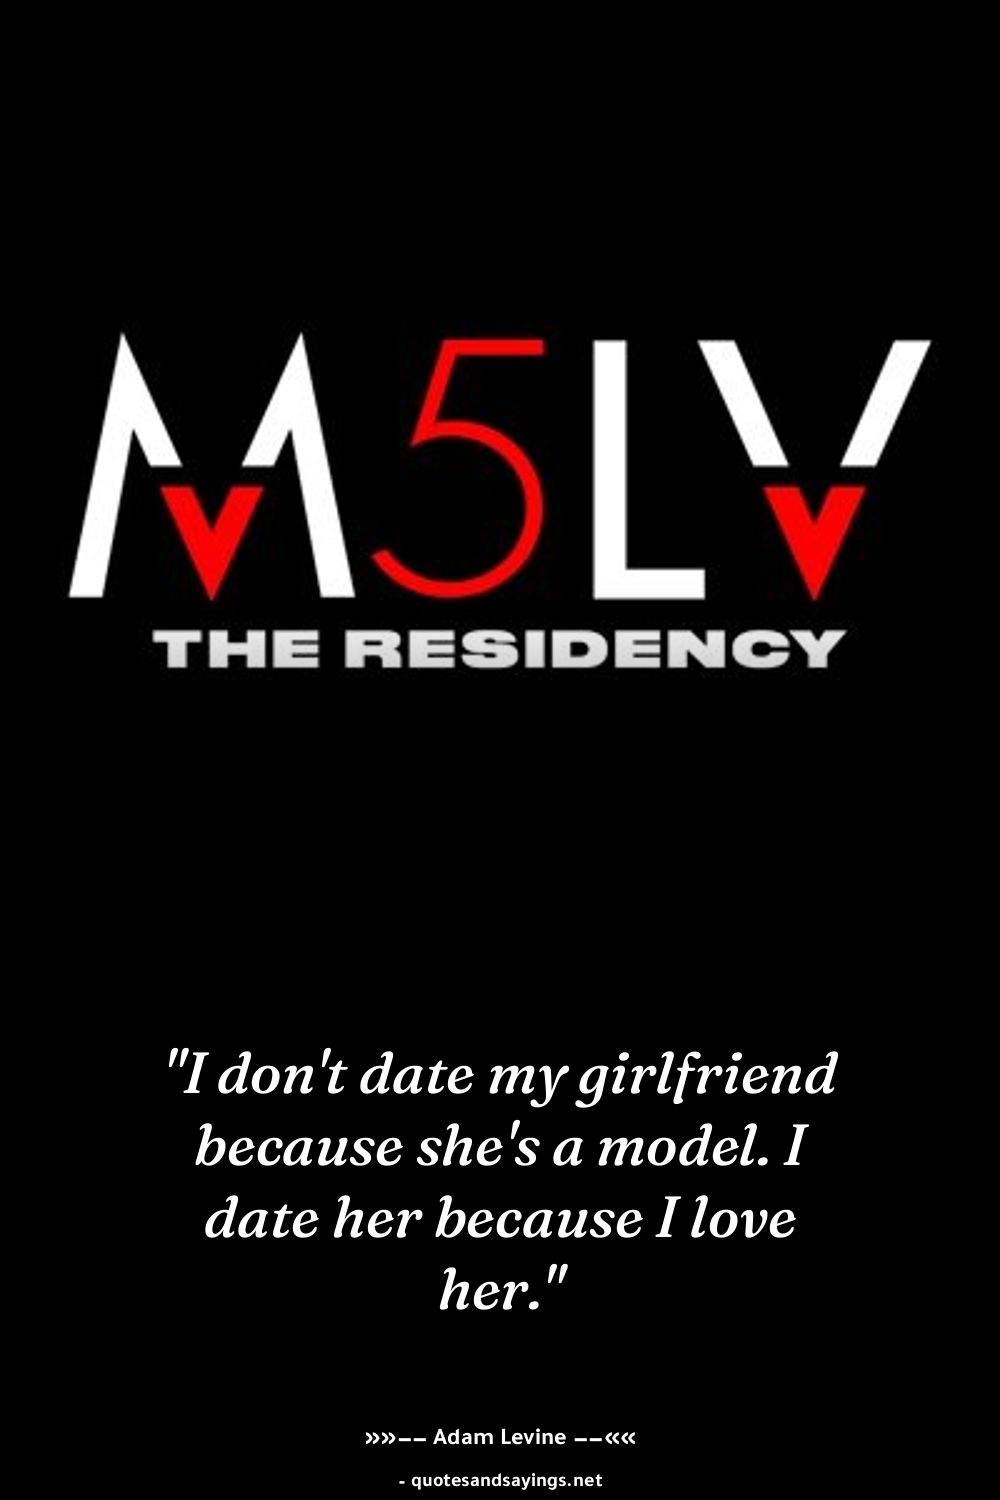 M5LV
THE RESIDENCY
"I don't date my girlfriend
because she's a model. I
date her because I love
her."
»»–– Adam Levine ––««
- quotesandsayings.net